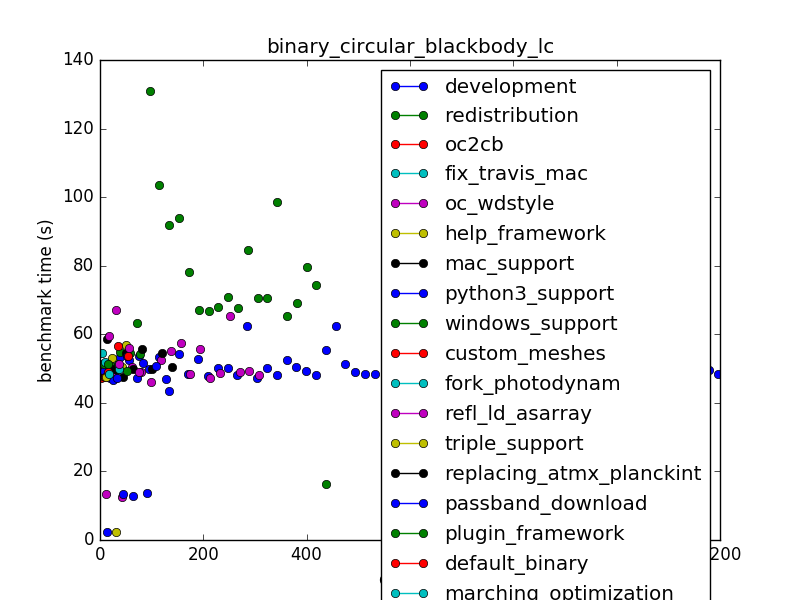 binary_circular_blackbody_lc
benchmark time (s)
140
120
100
80
60
40
20
0
0
200
400
200
development
redistribution
oc2cb
fix_travis_mac
oc_wdstyle
help_framework
mac_support
python3_support
windows_support
custom_meshes
fork_photodynam
refl_ld_asarray
triple_support
replacing_atmx_planckint
passband_download
plugin_framework
default_binary
marching_optimization